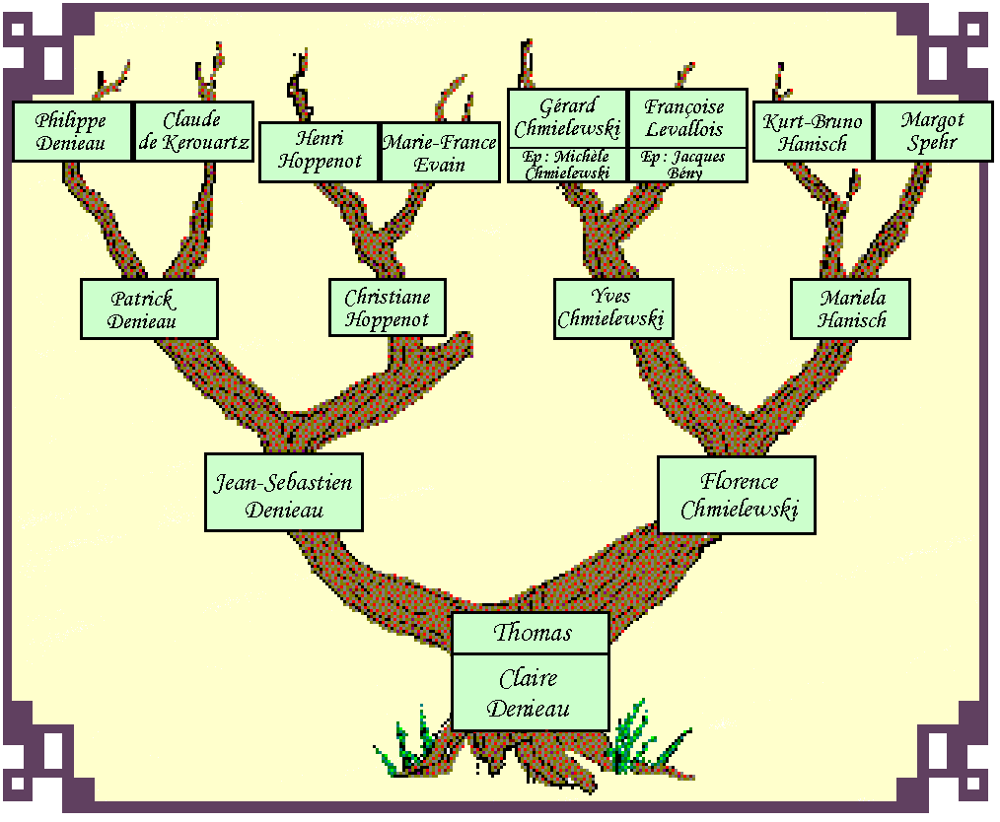 Philippe
Denieau
Claude
de Kerouartz
Henri
Hoppenot
Marie-France
Evain
Gérard
Chmielewski
Ep : Michèle
Chmielewski
Françoise
Levallois
Ep : Jacques
Bény
Kurt-Bruno
Hanisch
Margot
Spehr
Patrick
Denieau
Christiane
Hoppenot
Yves
Chmielewski
Mariela
Hanisch
Jean-Sebastien
Denieau
Florence
Chmielewski
Thomas
Claire
Denieau